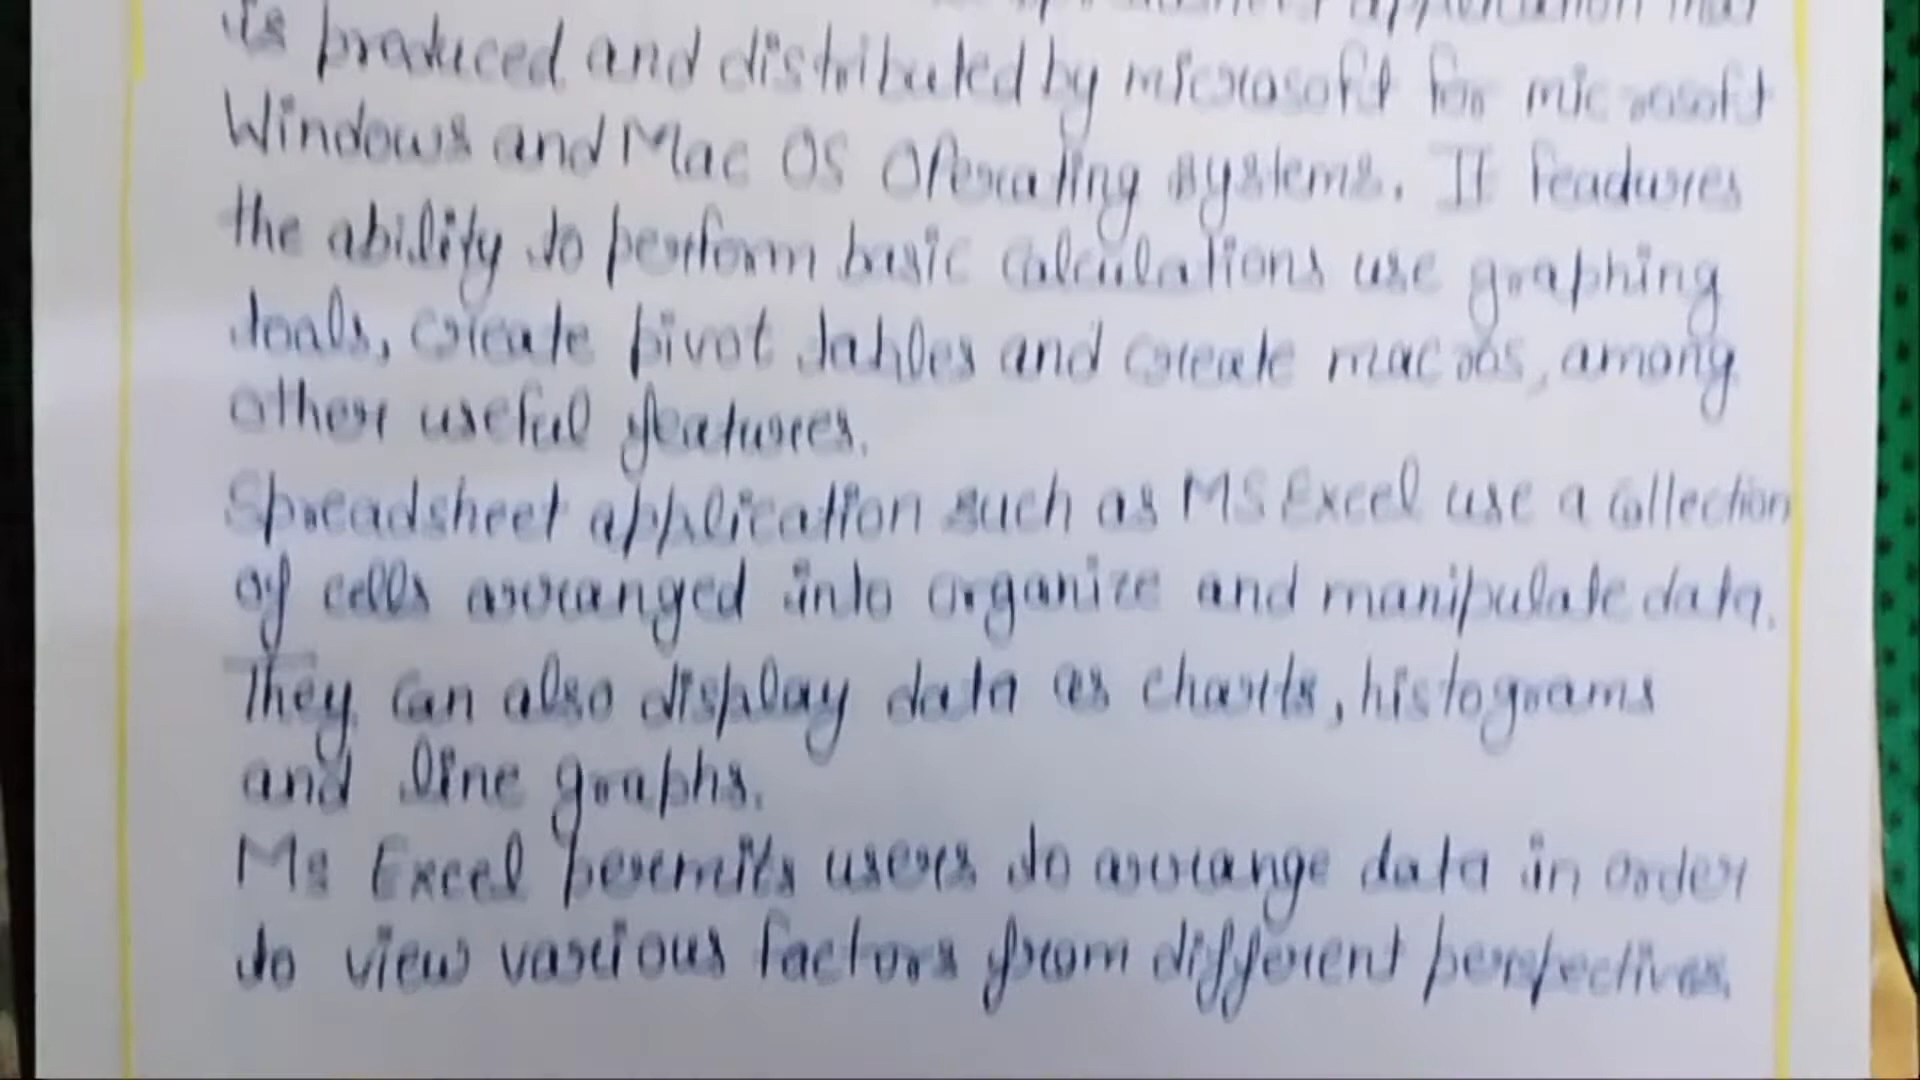 spreadsheet application that
is produced and distributed by microsoft for microsoft
Windows and Mac OS Operating systems. It features
the ability to perform basic calculations use graphing
tools, create pivot tables and create macros, among
other useful features.
Spreadsheet application such as MS Excel use a collection
of cells arranged into organize and manipulate data.
They can also display data as charts, histograms
and line graphs.
Ms Excel permits users to arrange data in order
to view various factors from different perspectives.